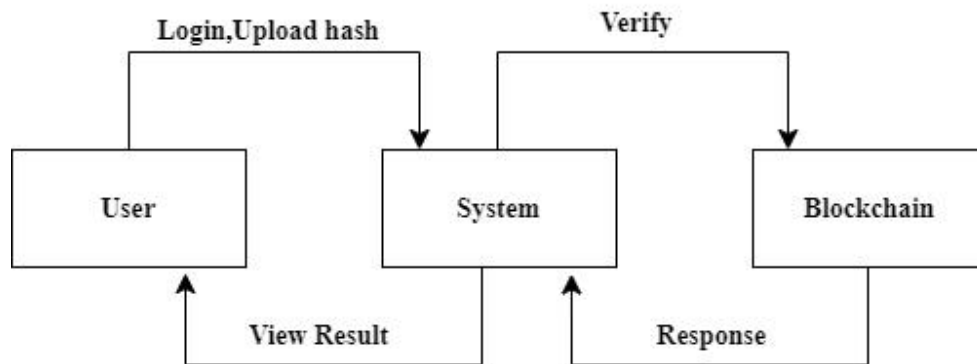 Login,Upload hash
Verify
User
System
Blockchain
View Result
Response